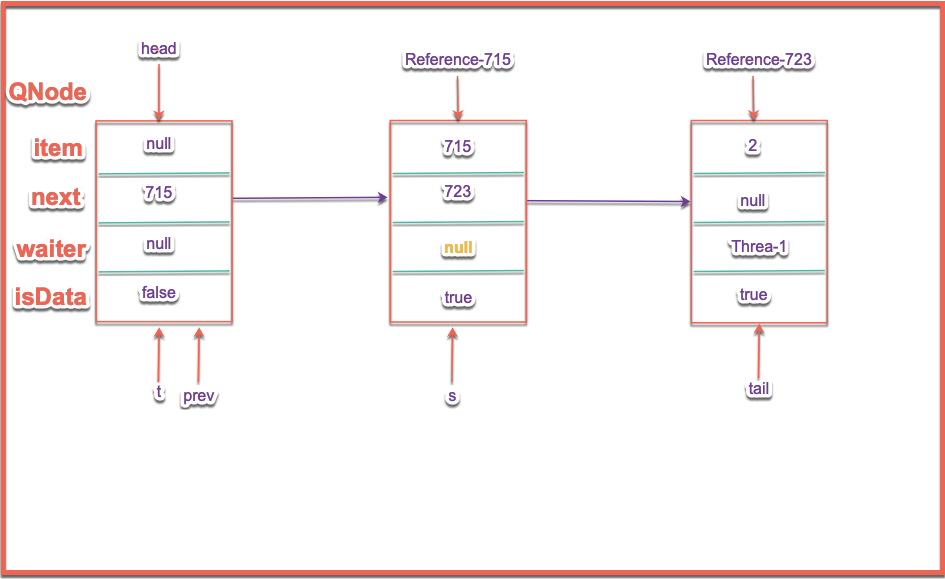 head
Reference-715
Reference-723
QNode
item
null
715
2
next
715
723
null
waiter
null
null
Threa-1
isData
false
true
true
t
prev
s
tail